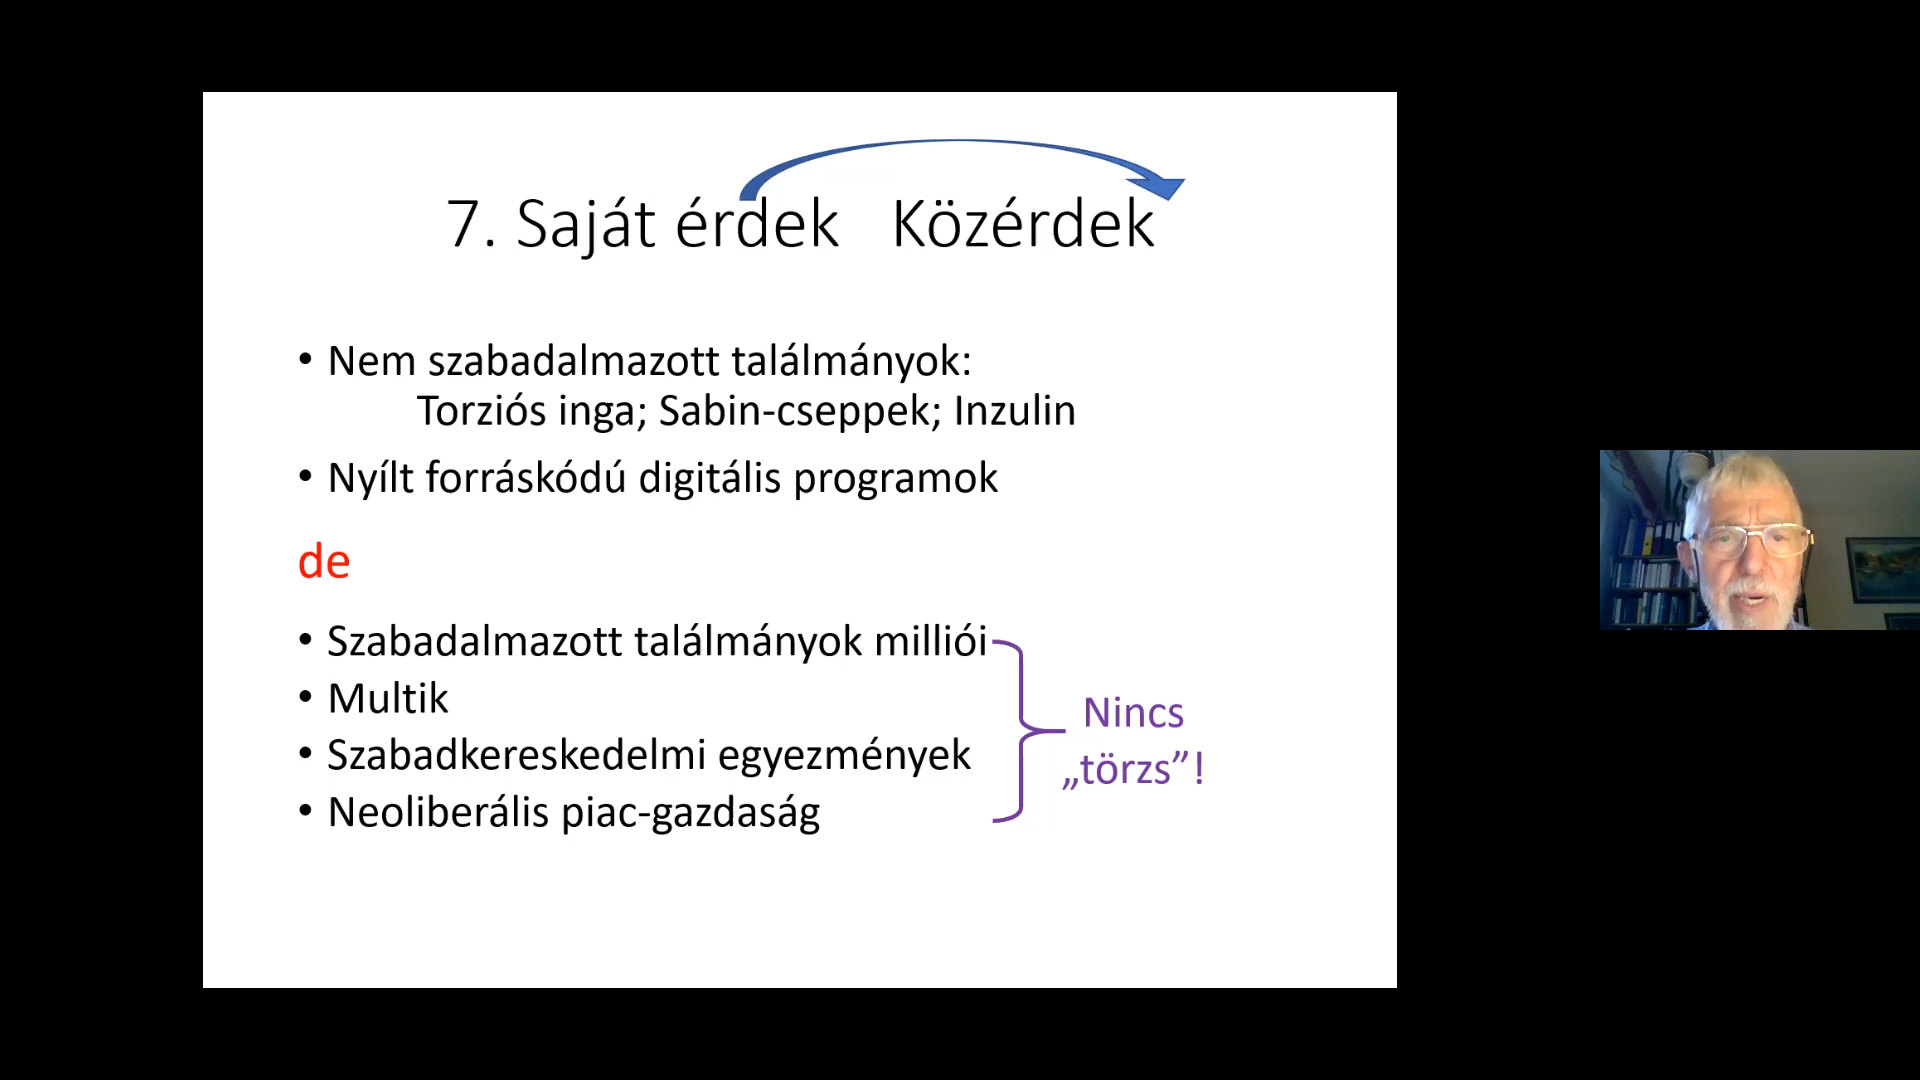 7. Saját érdek   Közérdek
• Nem szabadalmazott találmányok:
Torziós inga; Sabin-cseppek; Inzulin
• Nyílt forráskódú digitális programok
de
• Szabadalmazott találmányok milliói
• Multik
• Szabadkereskedelmi egyezmények
• Neoliberális piac-gazdaság
Nincs
„törzs”!